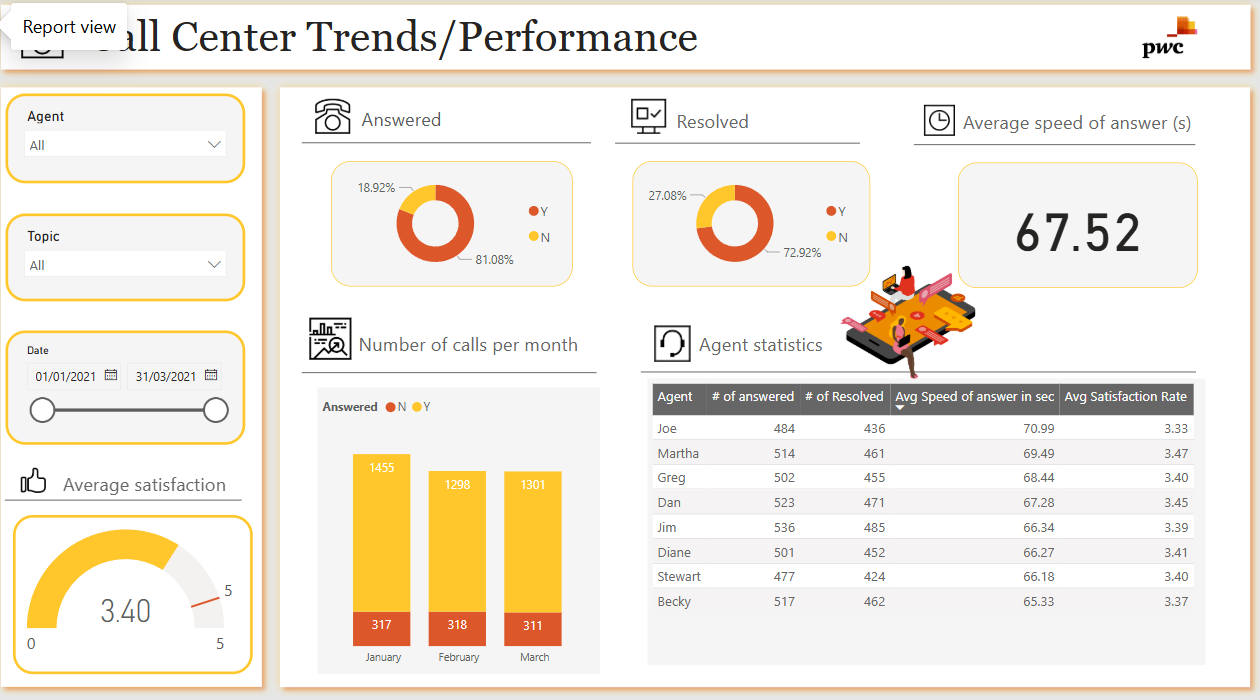 Report view
all Center Trends/Performance
pwc
Agent
All
Topic
All
Date
01/01/2021 31/03/2021
Average satisfaction
3.40
5
0 5
Answered
18.92%
81.08%
Y
N
Resolved
27.08%
72.92%
Y
N
Average speed of answer (s)
67.52
Number of calls per month
Answered N Y
1455 1298 1301
317 318 311
January February March
Agent statistics
Agent # of answered # of Resolved Avg Speed of answer in sec Avg Satisfaction Rate
Joe 484 436 70.99 3.33
Martha 514 461 69.49 3.47
Greg 502 455 68.44 3.40
Dan 523 471 67.28 3.45
Jim 536 485 66.34 3.39
Diane 501 452 66.27 3.41
Stewart 477 424 66.18 3.40
Becky 517 462 65.33 3.37